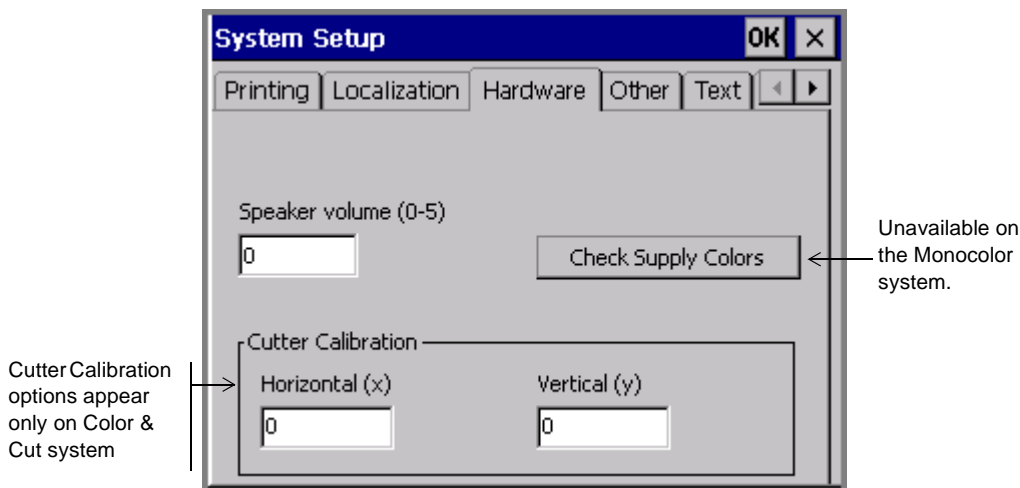 System Setup OK ×
Printing Localization Hardware Other Text
Speaker volume (0-5)
0
Check Supply Colors
Unavailable on
the Monocolor
system.
Cutter Calibration
Horizontal (x) Vertical (y)
0 0
Cutter Calibration
options appear
only on Color &
Cut system